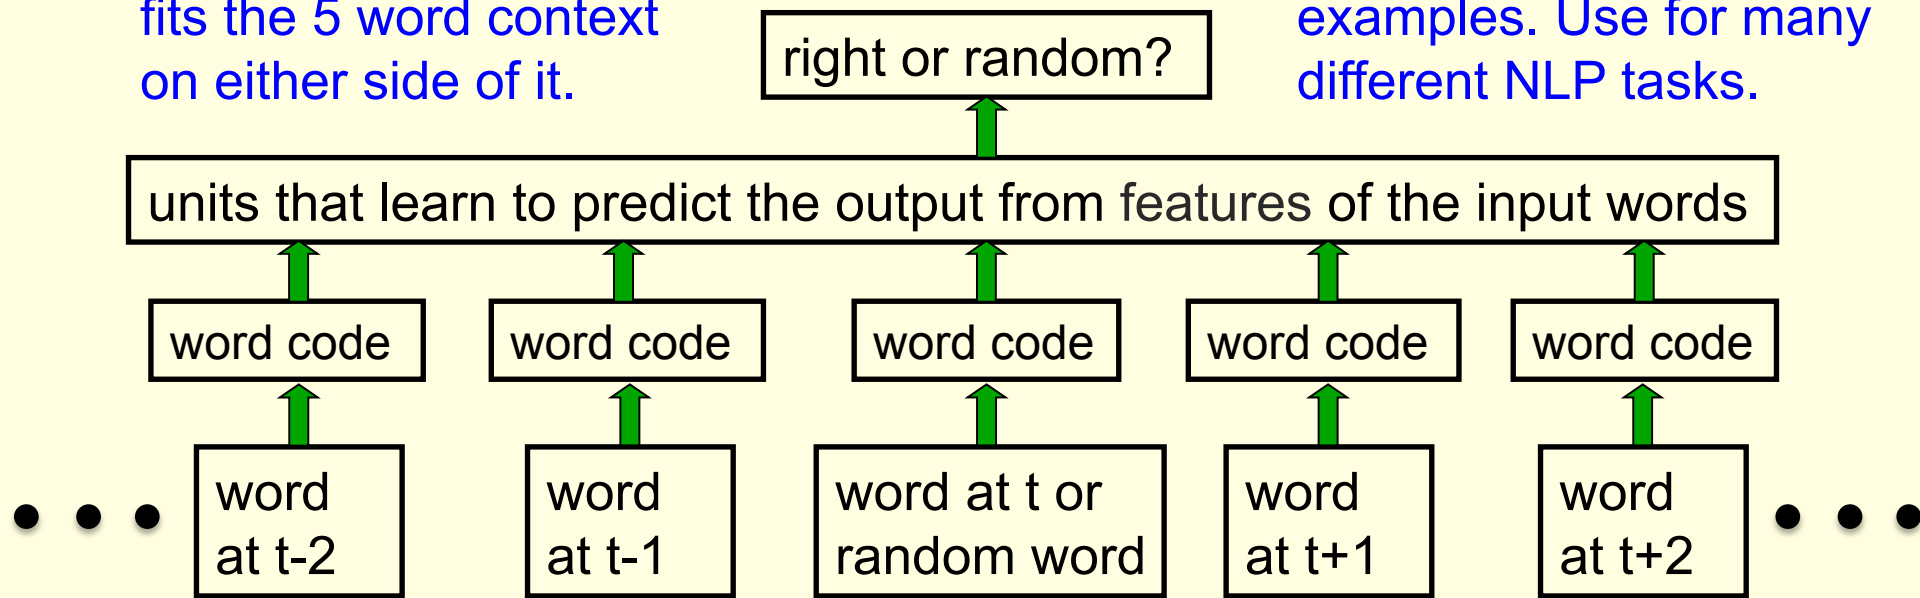 fits the 5 word context
on either side of it.
examples. Use for many
different NLP tasks.
right or random?
units that learn to predict the output from features of the input words
word code
word code
word code
word code
word code
word
at t-2
word
at t-1
word at t or
random word
word
at t+1
word
at t+2